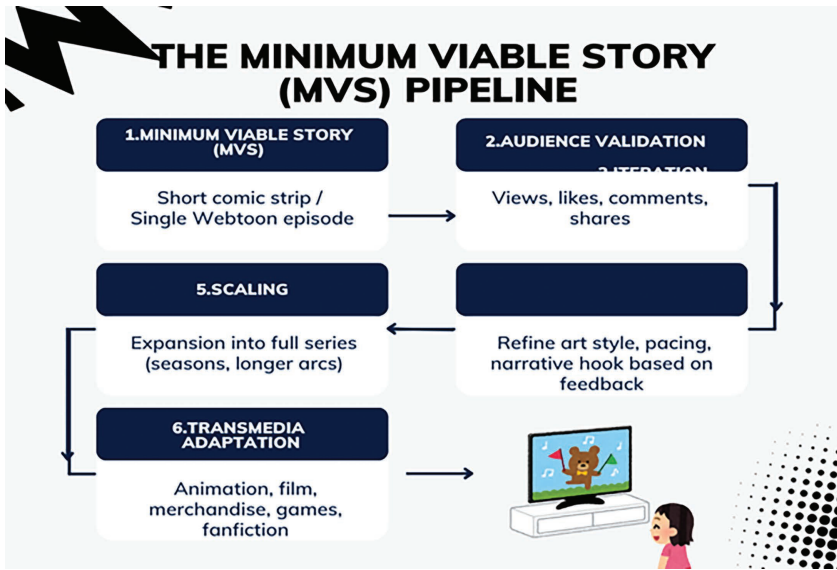 THE MINIMUM VIABLE STORY
(MVS) PIPELINE
1.MINIMUM VIABLE STORY
(MVS)
Short comic strip /
Single Webtoon episode
2.AUDIENCE VALIDATION
3.ITERATION
Views, likes, comments,
shares
Refine art style, pacing,
narrative hook based on
feedback
5.SCALING
Expansion into full series
(seasons, longer arcs)
6.TRANSMEDIA
ADAPTATION
Animation, film,
merchandise, games,
fanfiction